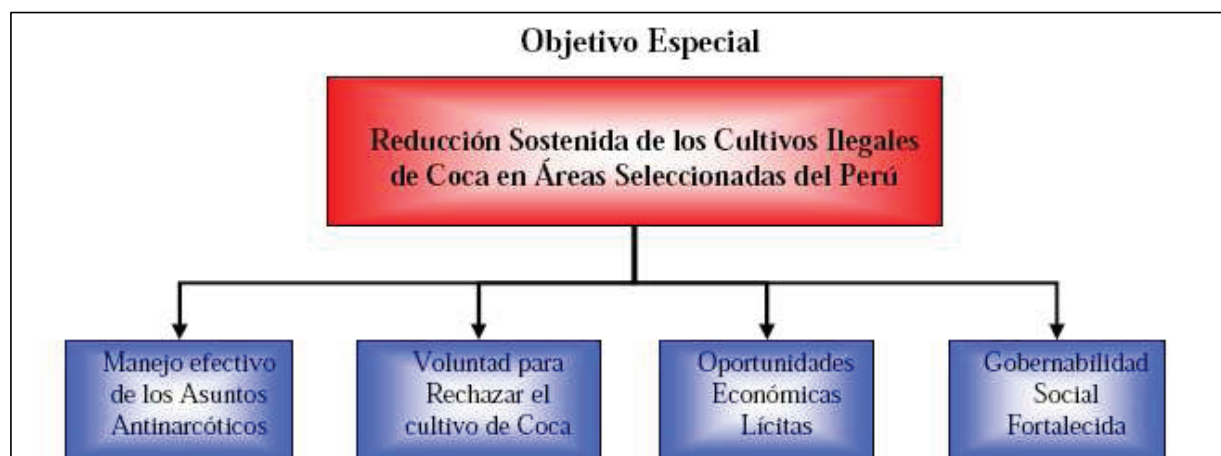 Objetivo Especial
Reducción Sostenida de los Cultivos Ilegales
de Coca en Áreas Seleccionadas del Perú
Manejo efectivo
de los Asuntos
Antinarcóticos
Voluntad para
Rechazar el
cultivo de Coca
Oportunidades
Económicas
Lícitas
Gobernabilidad
Social
Fortalecida